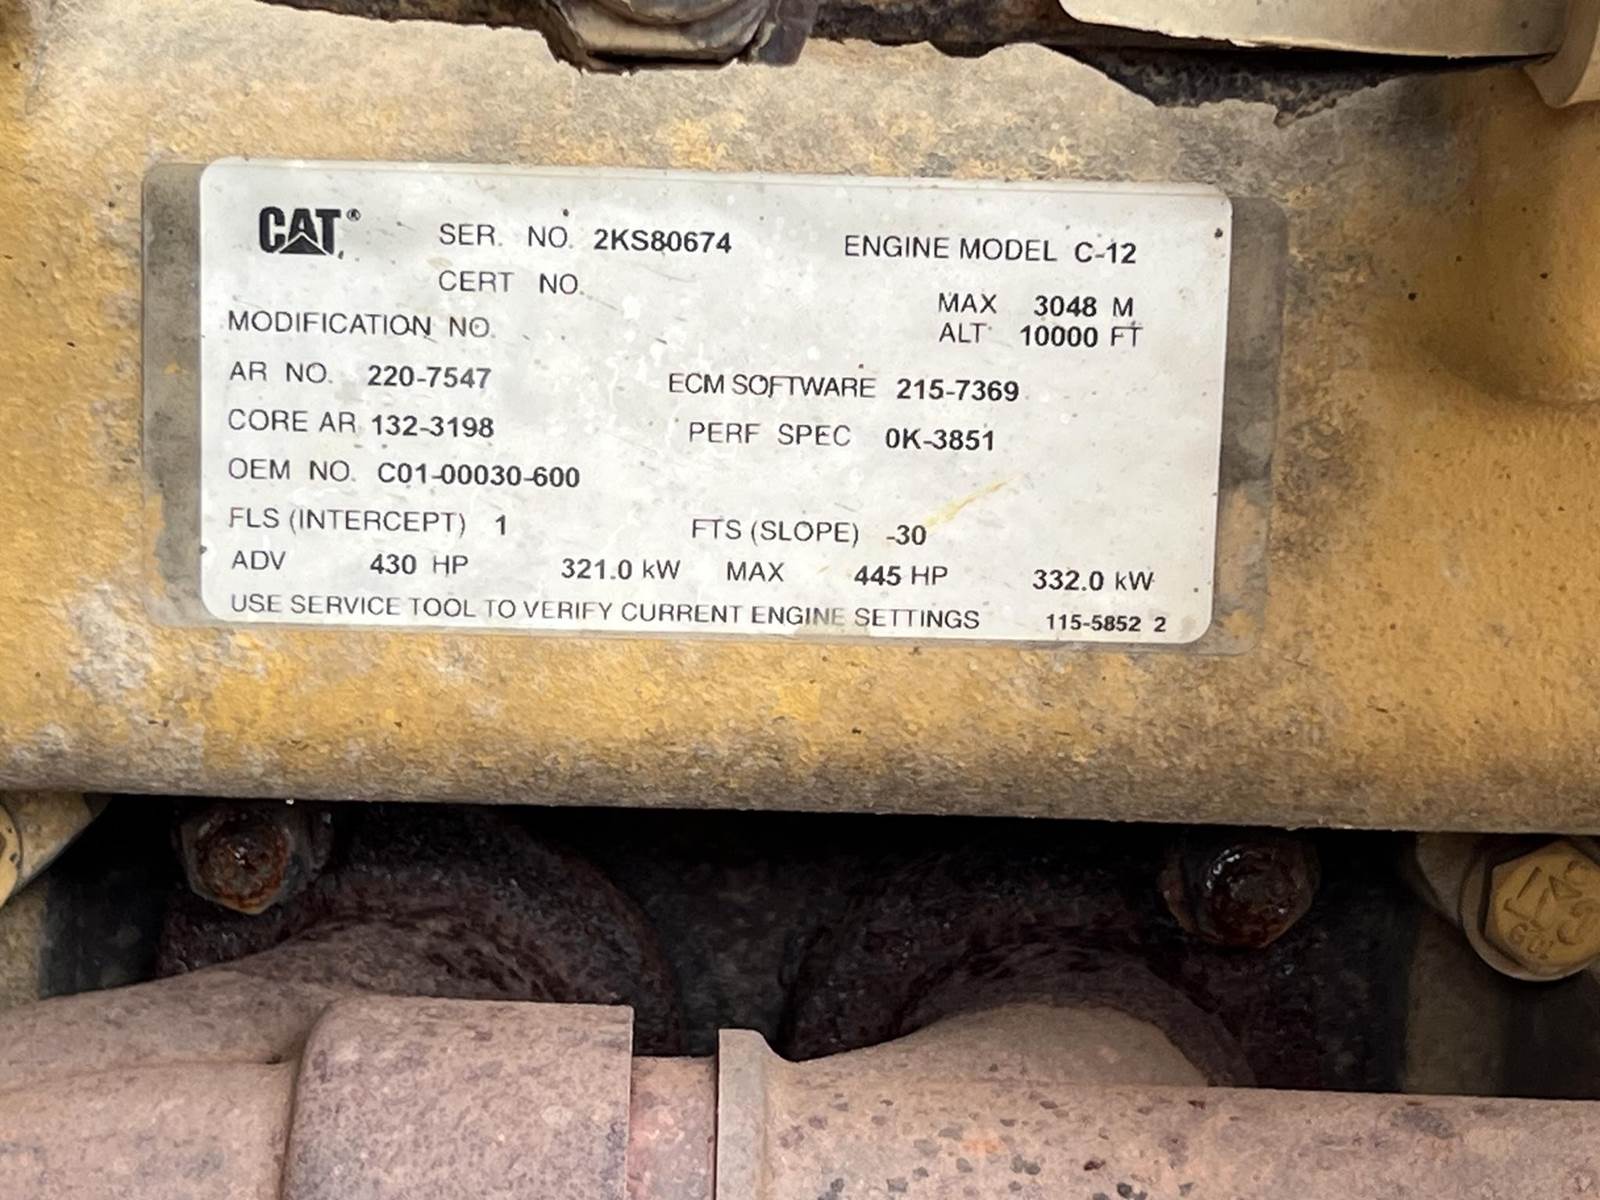 CAT® SER. NO. 2KS80674 ENGINE MODEL C-12
CERT NO.
MAX 3048 M
MODIFICATION NO. ALT 10000 FT
AR NO. 220-7547 ECM SOFTWARE 215-7369
CORE AR 132-3198 PERF SPEC 0K-3851
OEM NO. C01-00030-600
FLS (INTERCEPT) 1 FTS (SLOPE) -30
ADV 430 HP 321.0 kW MAX 445 HP 332.0 kW
USE SERVICE TOOL TO VERIFY CURRENT ENGINE SETTINGS 115-5852 2